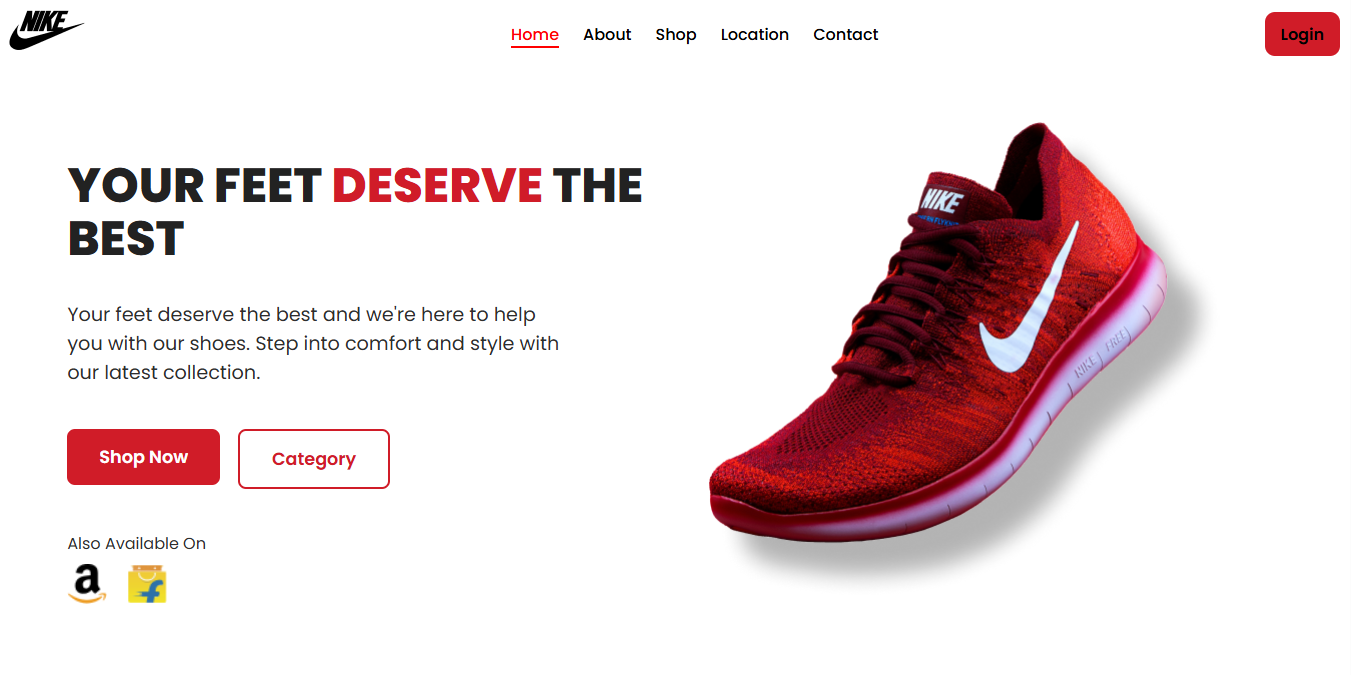 NIKE
Home About Shop Location Contact
Login
YOUR FEET DESERVE THE
BEST
Your feet deserve the best and we're here to help
you with our shoes. Step into comfort and style with
our latest collection.
Shop Now
Category
Also Available On
a
f
NIKE
NIKE FREE